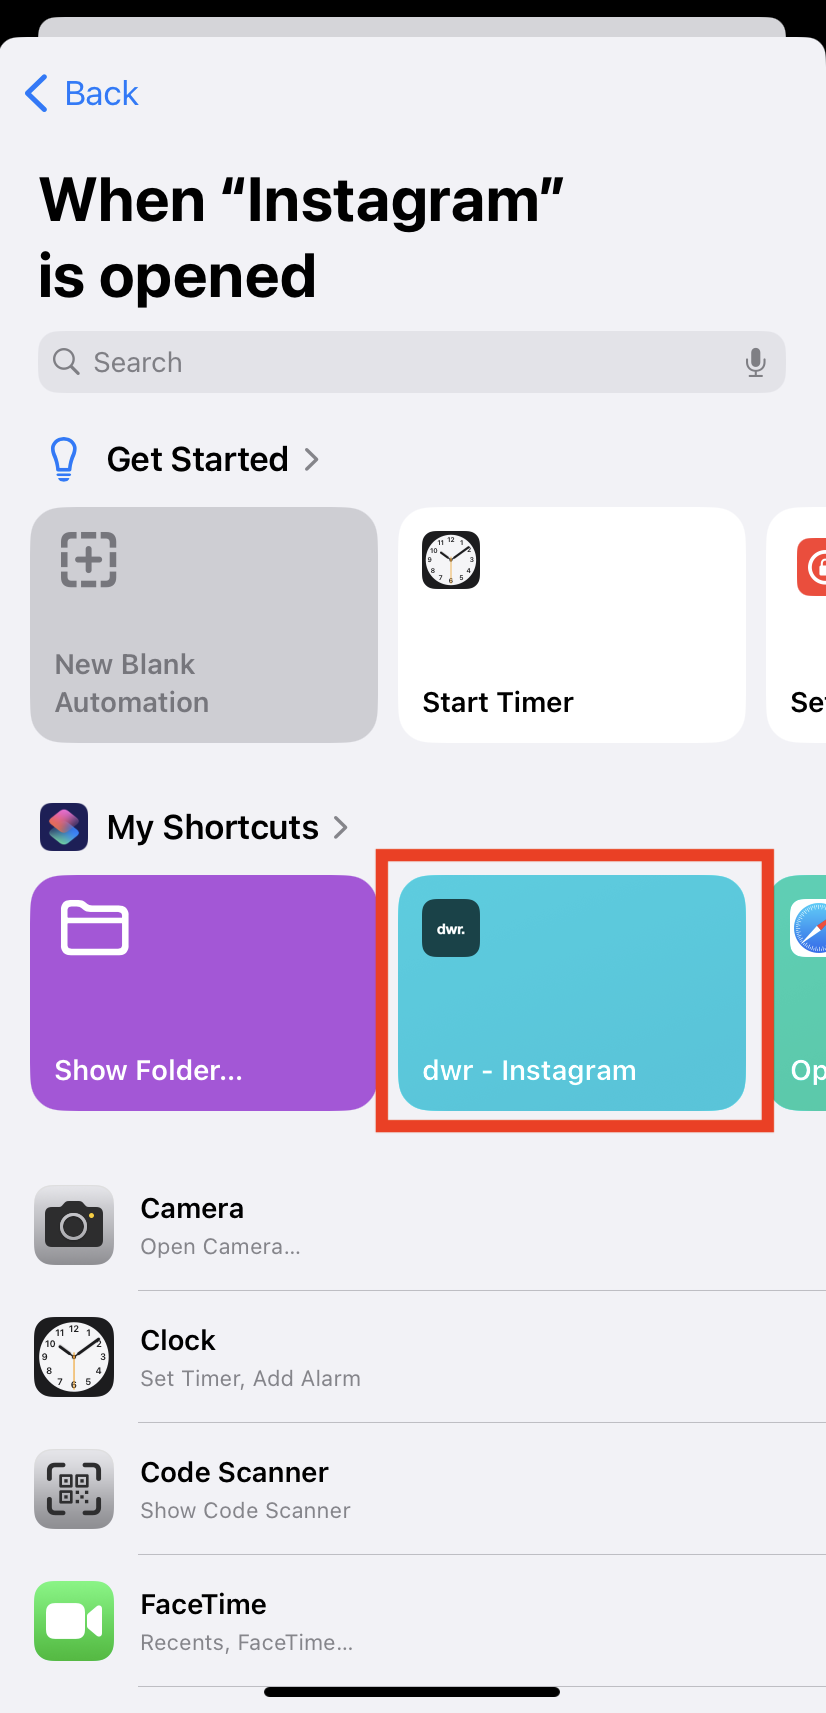 Back
When “Instagram”
is opened
Search
Get Started
New Blank
Automation
Start Timer
Se
My Shortcuts
Show Folder...
dwr.
dwr - Instagram
Op
Camera
Open Camera...
Clock
Set Timer, Add Alarm
Code Scanner
Show Code Scanner
FaceTime
Recents, FaceTime...